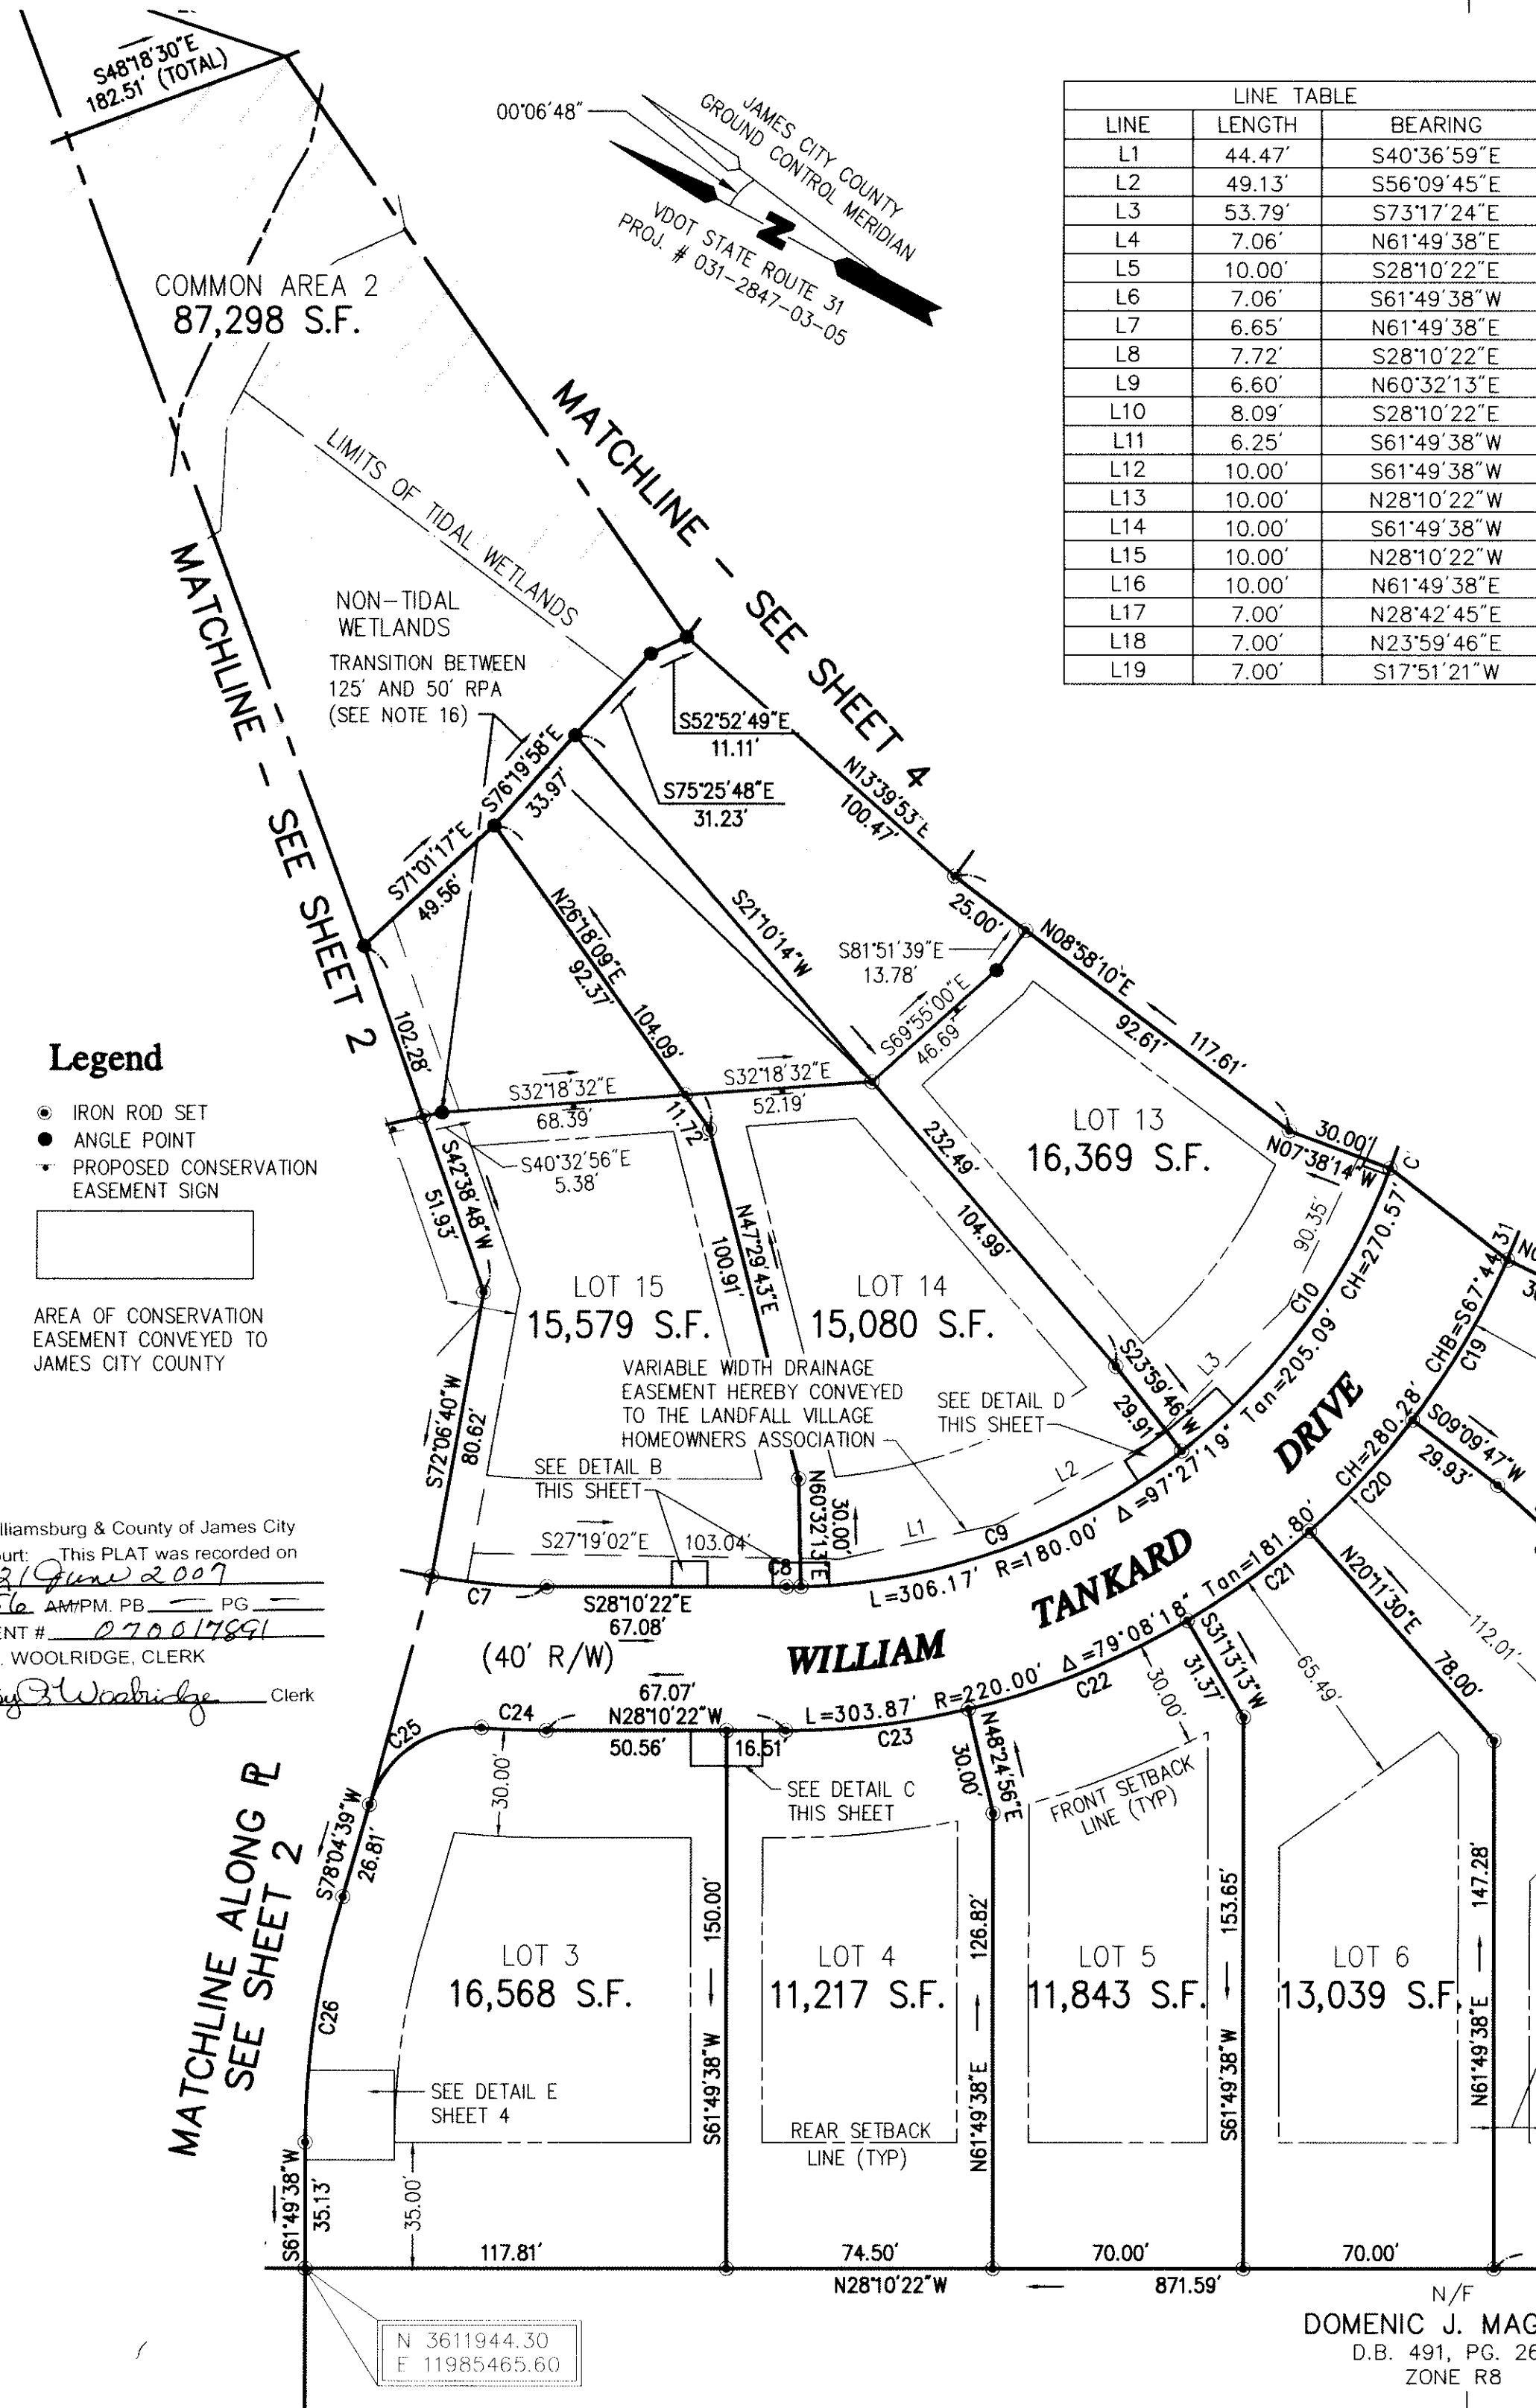 S48°18'30"E
182.51' (TOTAL)
00°06'48"
JAMES CITY COUNTY
GROUND CONTROL MERIDIAN
N
VDOT STATE ROUTE 31
PROJ. # 031-2847-03-05
LINE TABLE
LINE LENGTH BEARING
L1 44.47' S40°36'59"E
L2 49.13' S56°09'45"E
L3 53.79' S73°17'24"E
L4 7.06' N61°49'38"E
L5 10.00' S28°10'22"E
L6 7.06' S61°49'38"W
L7 6.65' N61°49'38"E
L8 7.72' S28°10'22"E
L9 6.60' N60°32'13"E
L10 8.09' S28°10'22"E
L11 6.25' S61°49'38"W
L12 10.00' S61°49'38"W
L13 10.00' N28°10'22"W
L14 10.00' S61°49'38"W
L15 10.00' N28°10'22"W
L16 10.00' N61°49'38"E
L17 7.00' N28°42'45"E
L18 7.00' N23°59'46"E
L19 7.00' S17°51'21"W
COMMON AREA 2
87,298 S.F.
LIMITS OF TIDAL WETLANDS
MATCHLINE - SEE SHEET 4
MATCHLINE - SEE SHEET 2
NON-TIDAL
WETLANDS
TRANSITION BETWEEN
125' AND 50' RPA
(SEE NOTE 16)
S52°52'49"E
11.11'
S75°25'48"E
31.23'
S76°19'58"E
33.97'
S71°01'17"E
49.56'
N13°39'53"E
100.47'
25.00'
N08°58'10"E
92.61'
117.61'
S81°51'39"E
13.78'
S69°55'00"E
46.69'
S21°10'14"W
N26°18'09"E
92.37'
104.09'
11.72'
102.28'
S32°18'32"E
68.39'
S32°18'32"E
52.19'
S40°32'56"E
5.38'
S42°38'48"W
51.93'
232.49'
104.99'
LOT 13
16,369 S.F.
30.00'
N07°38'14"W
90.35'
C10
CH=270.57'
C
Legend
IRON ROD SET
ANGLE POINT
PROPOSED CONSERVATION
EASEMENT SIGN
AREA OF CONSERVATION
EASEMENT CONVEYED TO
JAMES CITY COUNTY
N47°29'43"E
100.91'
LOT 15
15,579 S.F.
LOT 14
15,080 S.F.
VARIABLE WIDTH DRAINAGE
EASEMENT HEREBY CONVEYED
TO THE LANDFALL VILLAGE
HOMEOWNERS ASSOCIATION
SEE DETAIL D
THIS SHEET
SEE DETAIL B
THIS SHEET
S23°59'46"W
29.91'
L3
L2
L1
S72°06'40"W
80.62'
S27°19'02"E 103.04'
N60°32'13"E
30.00'
C7
C8
C9
S28°10'22"E
67.08'
L=306.17' R=180.00' Δ=97°27'19" Tan=205.09'
CHB=S67°44'31
C19
CH=280.28'
C20
S09°09'47"W
29.93'
WILLIAM TANKARD DRIVE
(40' R/W)
lliamsburg & County of James City
ourt: This PLAT was recorded on
21 June 2007
56 AM/PM. PB — PG —
ENT # 070017891
. WOOLRIDGE, CLERK
Clerk
67.07'
N28°10'22"W
50.56' 16.51'
C24
C25
L=303.87' R=220.00' Δ=79°08'18" Tan=181.80'
C23
C22
C21
N20°11'30"E
78.00'
112.01'
65.49'
S31°13'13"W
31.37'
30.00'
N48°24'56"E
30.00'
SEE DETAIL C
THIS SHEET
FRONT SETBACK
LINE (TYP)
30.00'
S78°04'39"W
26.81'
MATCHLINE ALONG PL
SEE SHEET 2
C26
LOT 3
16,568 S.F.
LOT 4
11,217 S.F.
LOT 5
11,843 S.F.
LOT 6
13,039 S.F.
S61°49'38"W 150.00'
N61°49'38"E 126.82'
S61°49'38"W 153.65'
N61°49'38"E 147.28'
SEE DETAIL E
SHEET 4
REAR SETBACK
LINE (TYP)
S61°49'38"W
35.13'
35.00'
117.81' 74.50' 70.00' 70.00'
N28°10'22"W 871.59'
N 3611944.30
E 11985465.60
N/F
DOMENIC J. MAG
D.B. 491, PG. 26
ZONE R8